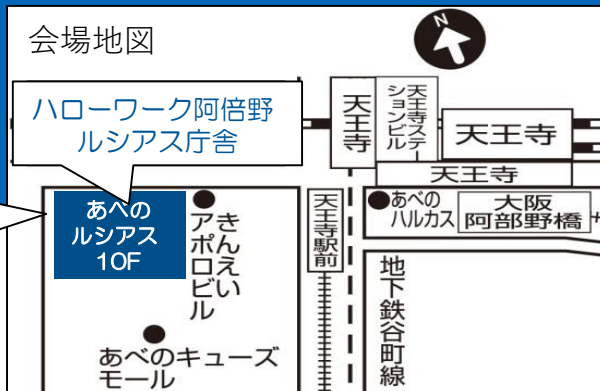 会場地図
N
ハローワーク阿倍野
ルシアス庁舎
天王寺
天王寺ステー
ションビル
天王寺
天王寺
あべの
ルシアス
10F
きんえい
アポロビル
天王寺駅前
あべの
ハルカス
大阪
阿部野橋
地下鉄谷町線
あべのキューズ
モール